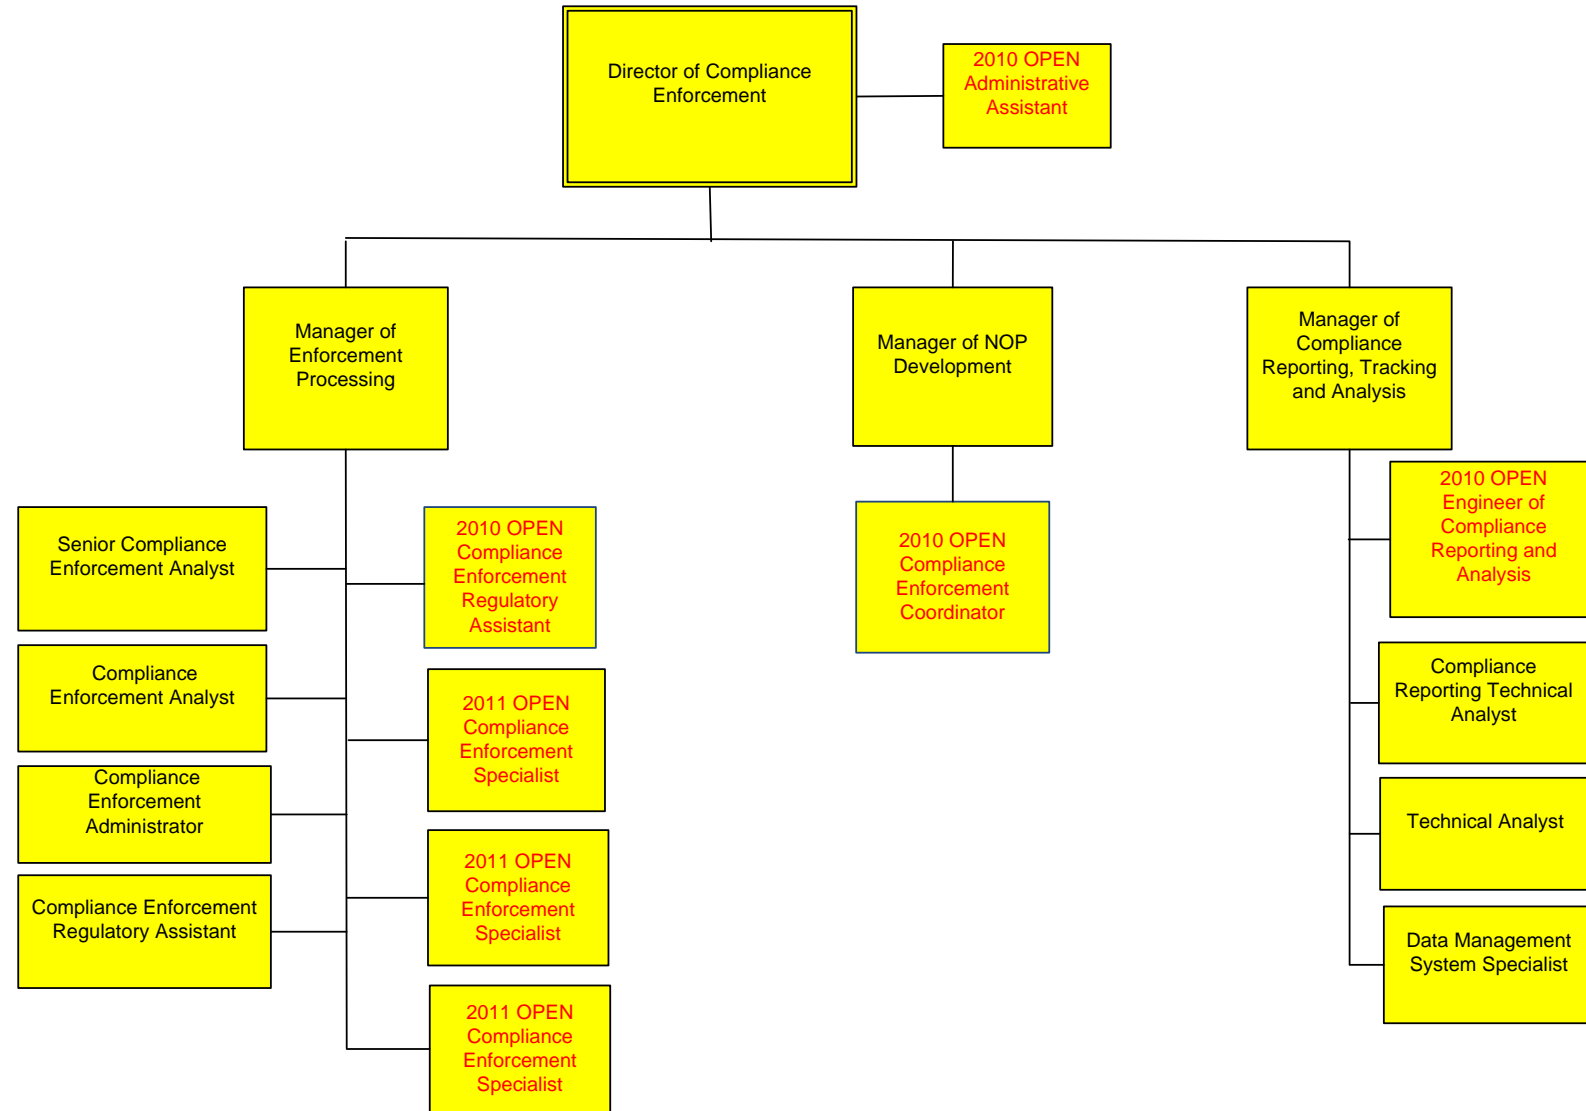 Director of Compliance
Enforcement
2010 OPEN
Administrative
Assistant
Manager of
Enforcement
Processing
Manager of NOP
Development
Manager of
Compliance
Reporting, Tracking
and Analysis
Senior Compliance
Enforcement Analyst
Compliance
Enforcement Analyst
Compliance
Enforcement
Administrator
Compliance Enforcement
Regulatory Assistant
2010 OPEN
Compliance
Enforcement
Regulatory
Assistant
2011 OPEN
Compliance
Enforcement
Specialist
2011 OPEN
Compliance
Enforcement
Specialist
2011 OPEN
Compliance
Enforcement
Specialist
2010 OPEN
Compliance
Enforcement
Coordinator
2010 OPEN
Engineer of
Compliance
Reporting and
Analysis
Compliance
Reporting Technical
Analyst
Technical Analyst
Data Management
System Specialist